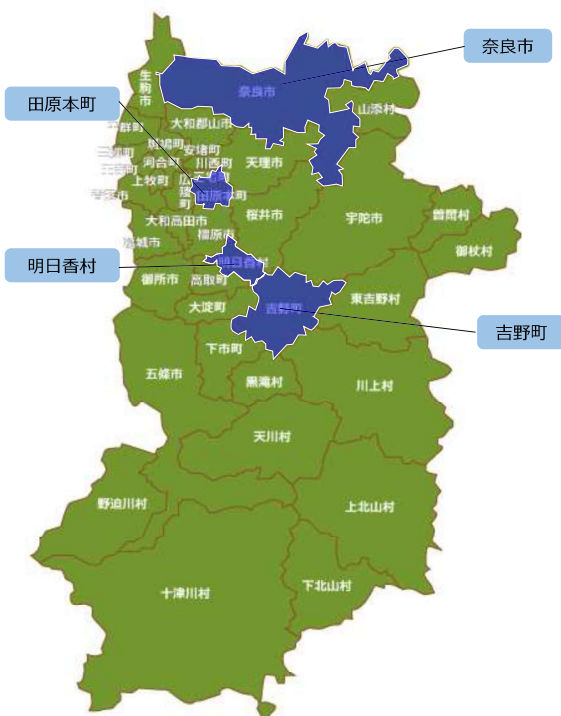 奈良市
生駒市
奈良市
田原本町
山添村
平群町
大和郡山市
斑鳩町
安堵町
三郷町
河合町
川西町
天理市
王寺町
上牧町
広陵町
田原本町
香芝市
曽爾村
大和高田市
桜井市
宇陀市
橿原市
葛城市
御杖村
明日香村
明日香村
御所市
高取町
東吉野村
大淀町
吉野町
吉野町
下市町
五條市
黒滝村
川上村
天川村
野迫川村
上北山村
十津川村
下北山村